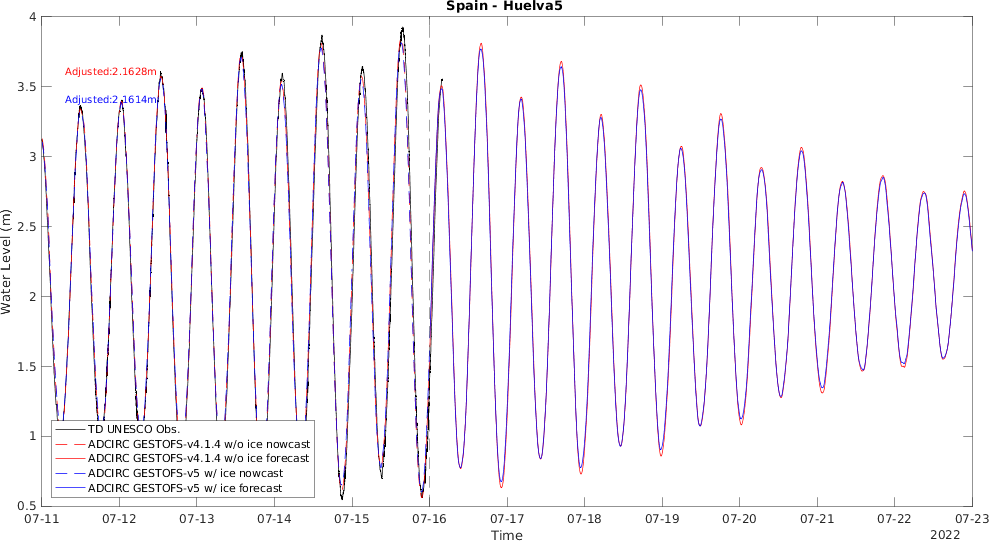 Spain - Huelva5
4
3.5
3
2.5
2
1.5
1
0.5
Water Level (m)
Adjusted:2.1628m
Adjusted:2.1614m
TD UNESCO Obs.
ADCIRC GESTOFS-v4.1.4 w/o ice nowcast
ADCIRC GESTOFS-v4.1.4 w/o ice forecast
ADCIRC GESTOFS-v5 w/ ice nowcast
ADCIRC GESTOFS-v5 w/ ice forecast
07-11 07-12 07-13 07-14 07-15 07-16 07-17 07-18 07-19 07-20 07-21 07-22 07-23
Time
2022